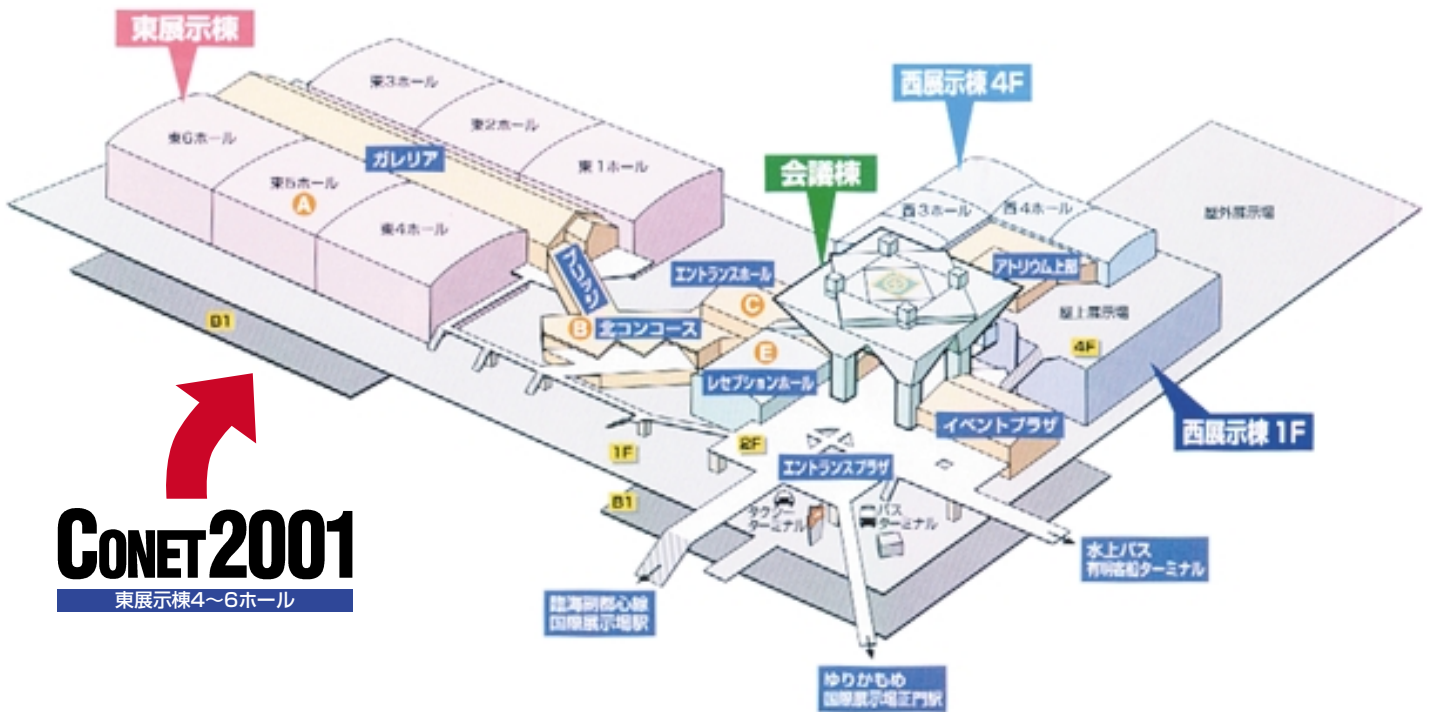 東展示棟
東3ホール
東2ホール
東1ホール
東6ホール
ガレリア
東5ホール
A
東4ホール
西展示棟 4F
会議棟
西3ホール
西4ホール
屋外展示場
アトリウム上部
屋上展示場
4F
エントランスホール
C
B
北コンコース
E
レセプションホール
B1
イベントプラザ
西展示棟 1F
1F
2F
エントランスプラザ
B1
タクシー
ターミナル
バス
ターミナル
水上バス
有明客船ターミナル
臨海副都心線
国際展示場駅
ゆりかもめ
国際展示場正門駅
CONET 2001
東展示棟4～6ホール